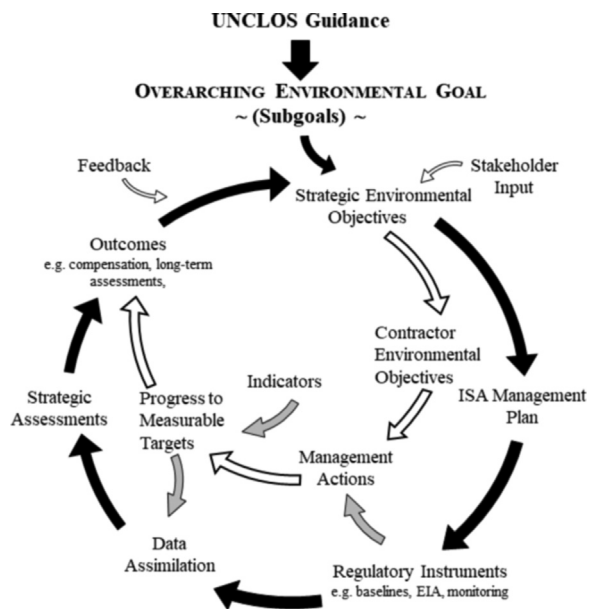 UNCLOS Guidance
OVERARCHING ENVIRONMENTAL GOAL
~ (Subgoals) ~
Feedback
Stakeholder
Input
Strategic Environmental
Objectives
Outcomes
e.g. compensation, long-term
assessments,
Contractor
Environmental
Objectives
Indicators
Strategic
Assessments
Progress to
Measurable
Targets
ISA Management
Plan
Management
Actions
Data
Assimilation
Regulatory Instruments
e.g. baselines, EIA, monitoring